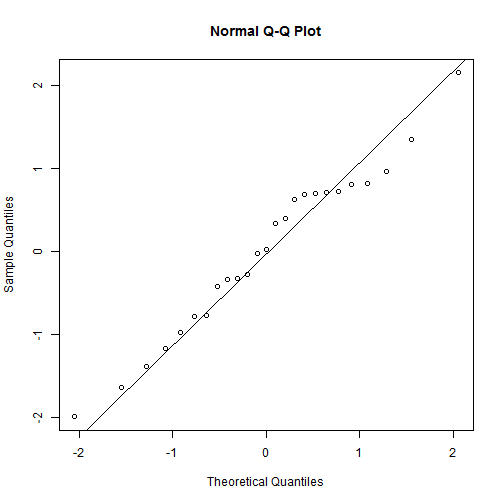 Normal Q-Q Plot
Sample Quantiles
2
1
0
-1
-2
-2 -1 0 1 2
Theoretical Quantiles